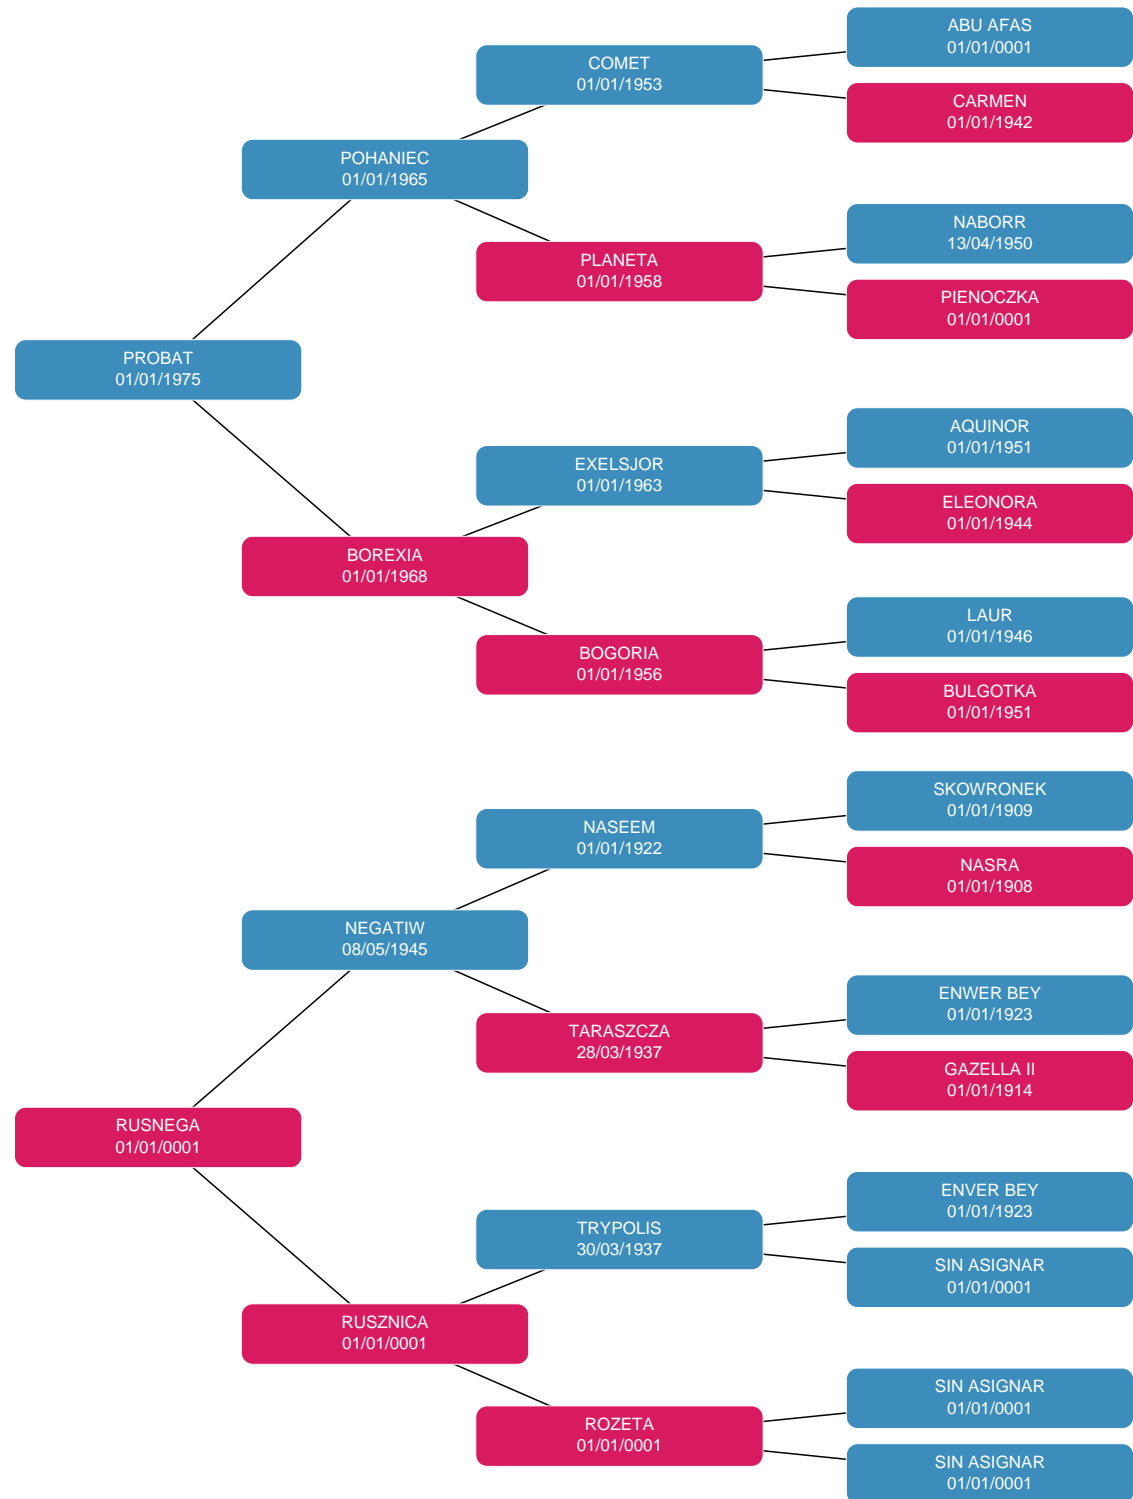 ABU AFAS
01/01/0001
COMET
01/01/1953
CARMEN
01/01/1942
POHANIEC
01/01/1965
NABORR
13/04/1950
PLANETA
01/01/1958
PIENOCZKA
01/01/0001
PROBAT
01/01/1975
AQUINOR
01/01/1951
EXELSJOR
01/01/1963
ELEONORA
01/01/1944
BOREXIA
01/01/1968
LAUR
01/01/1946
BOGORIA
01/01/1956
BULGOTKA
01/01/1951
SKOWRONEK
01/01/1909
NASEEM
01/01/1922
NASRA
01/01/1908
NEGATIW
08/05/1945
ENWER BEY
01/01/1923
TARASZCZA
28/03/1937
GAZELLA II
01/01/1914
RUSNEGA
01/01/0001
ENVER BEY
01/01/1923
TRYPOLIS
30/03/1937
SIN ASIGNAR
01/01/0001
RUSZNICA
01/01/0001
SIN ASIGNAR
01/01/0001
ROZETA
01/01/0001
SIN ASIGNAR
01/01/0001